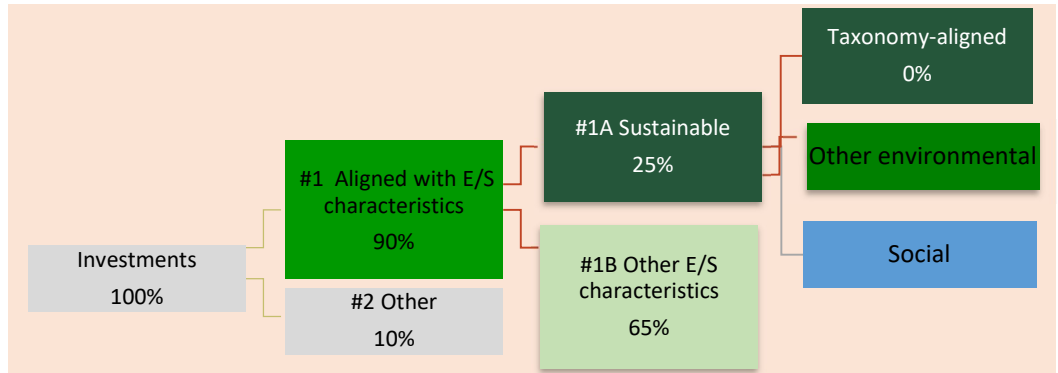 Investments
100%
#1  Aligned with E/S
characteristics
90%
#2 Other
10%
#1A Sustainable
25%
#1B Other E/S
characteristics
65%
Taxonomy-aligned
0%
Other environmental
Social